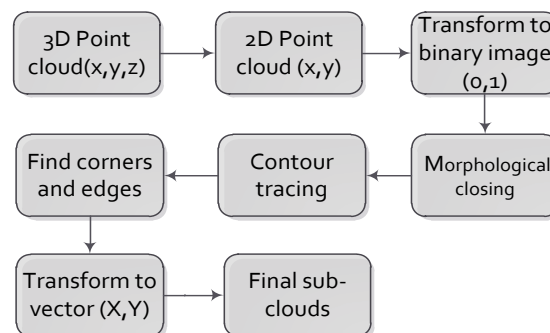 3D Point
cloud(x,y,z)
2D Point
cloud (x,y)
Transform to
binary image
(0,1)
Morphological
closing
Contour
tracing
Find corners
and edges
Transform to
vector (X,Y)
Final sub-
clouds